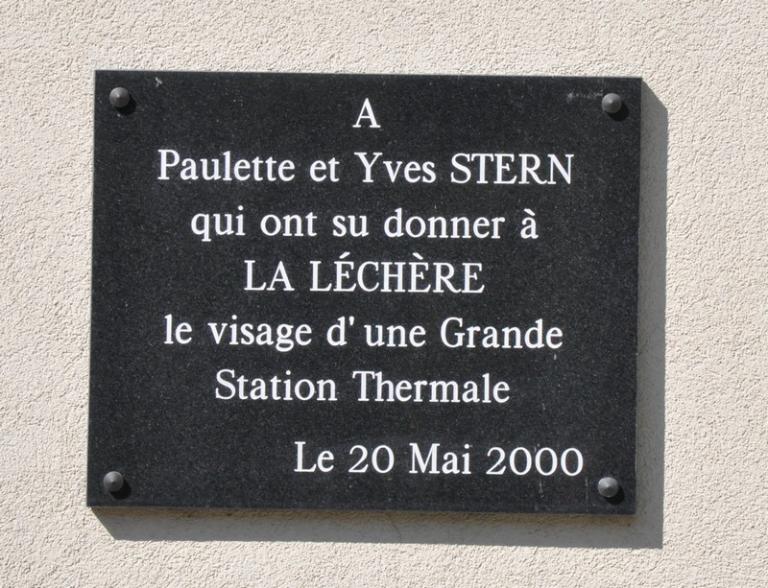 A
Paulette et Yves STERN
qui ont su donner à
LA LÉCHÈRE
le visage d'une Grande
Station Thermale
Le 20 Mai 2000